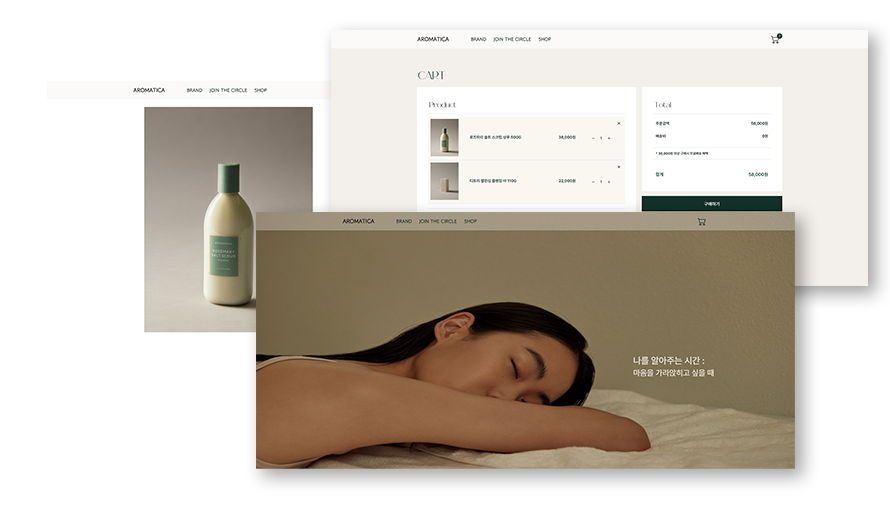 AROMATICA BRAND JOIN THE CIRCLE SHOP 2
CART
Product
로즈마리 솔트 스크럽 샴푸 590G 36,000원 − 1 + ×
티트리 밸런싱 클렌징 바 110G 22,000원 − 1 + ×
Total
주문금액 58,000원
배송비 0원
* 30,000원 이상 구매시 무료배송 혜택
합계 58,000원
구매하기
AROMATICA BRAND JOIN THE CIRCLE SHOP
ROSEMARY
SALT SCRUB
AROMATICA BRAND JOIN THE CIRCLE SHOP
나를 알아주는 시간 :
마음을 가라앉히고 싶을 때